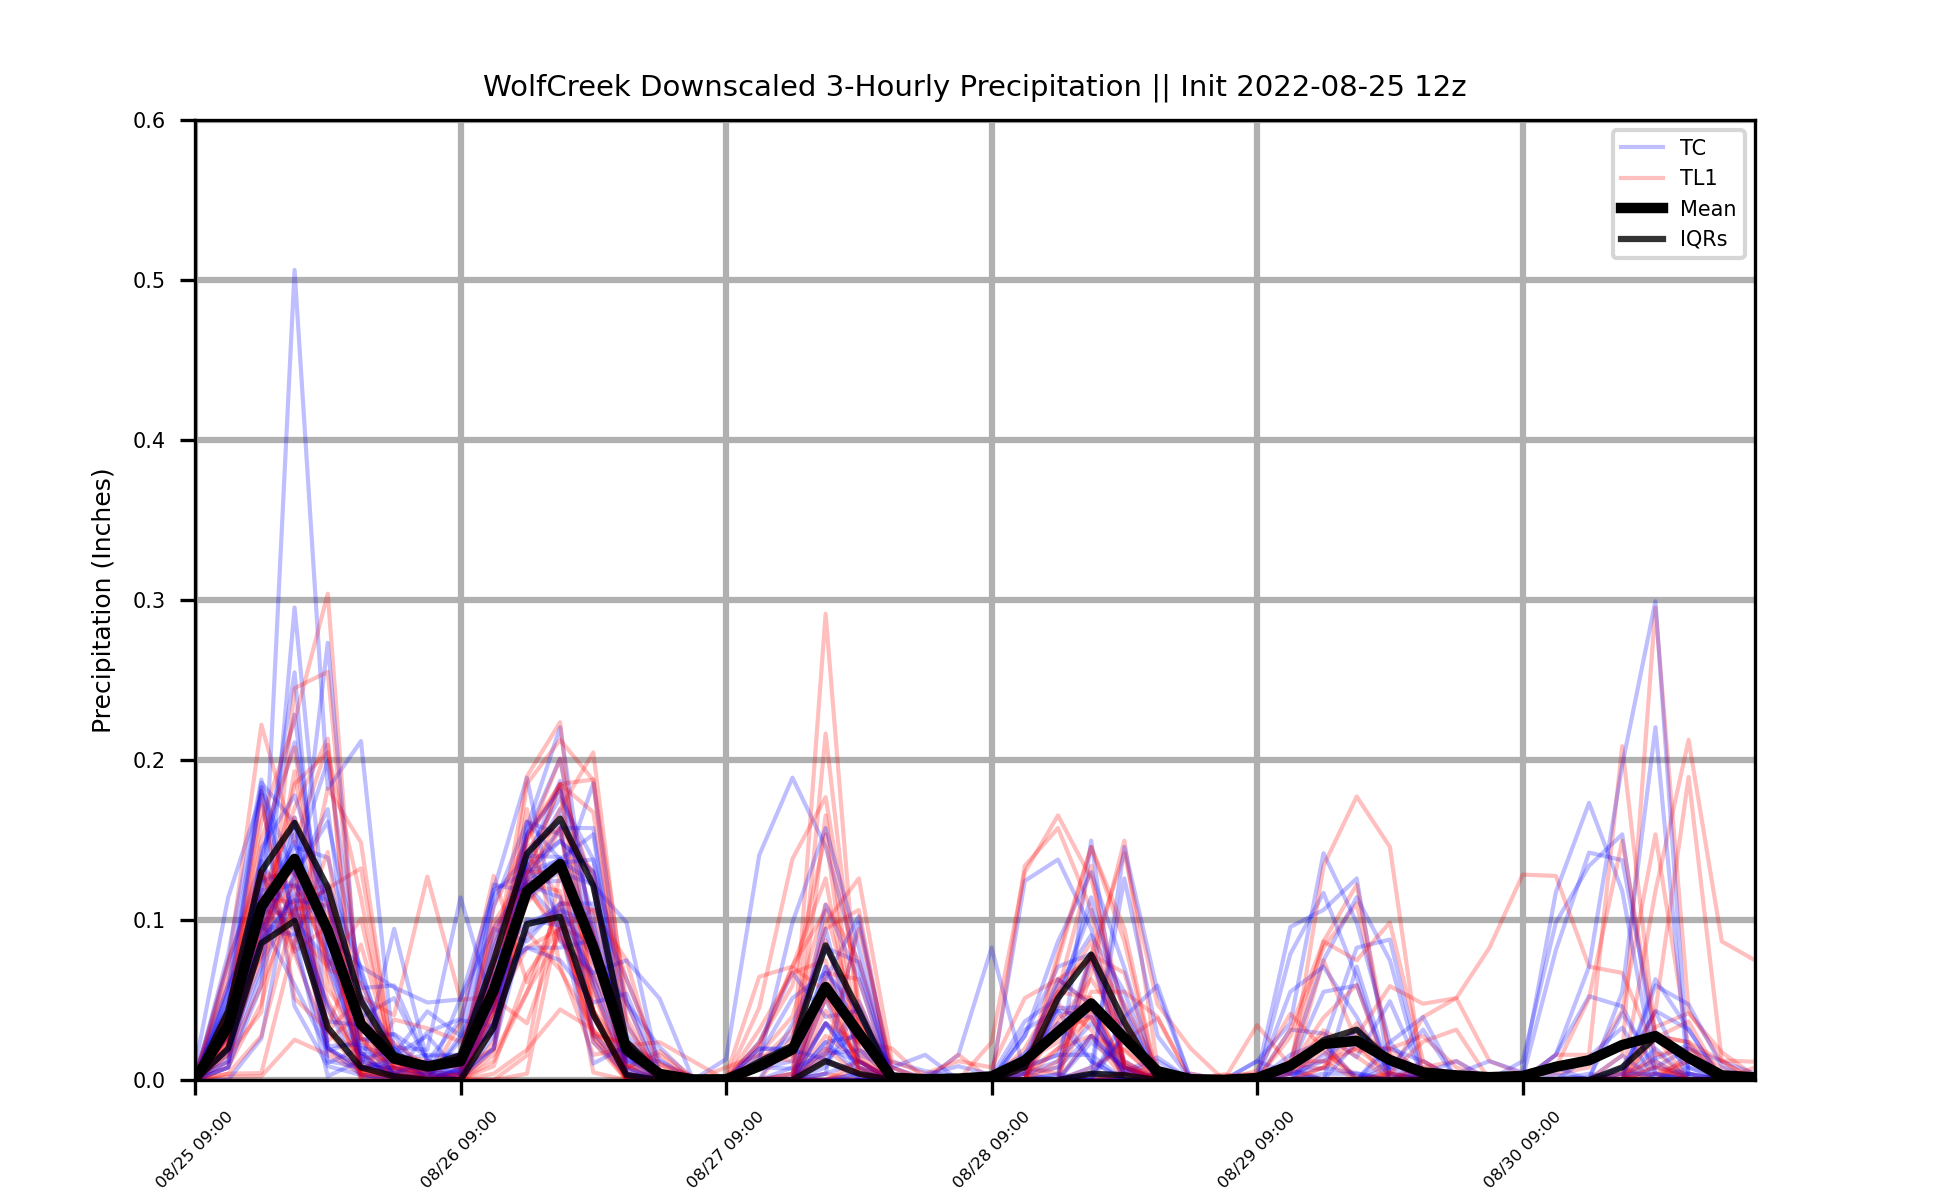 WolfCreek Downscaled 3-Hourly Precipitation || Init 2022-08-25 12z
Precipitation (Inches)
0.6
0.5
0.4
0.3
0.2
0.1
0.0
TC
TL1
Mean
IQRs
08/25 09:00
08/26 09:00
08/27 09:00
08/28 09:00
08/29 09:00
08/30 09:00